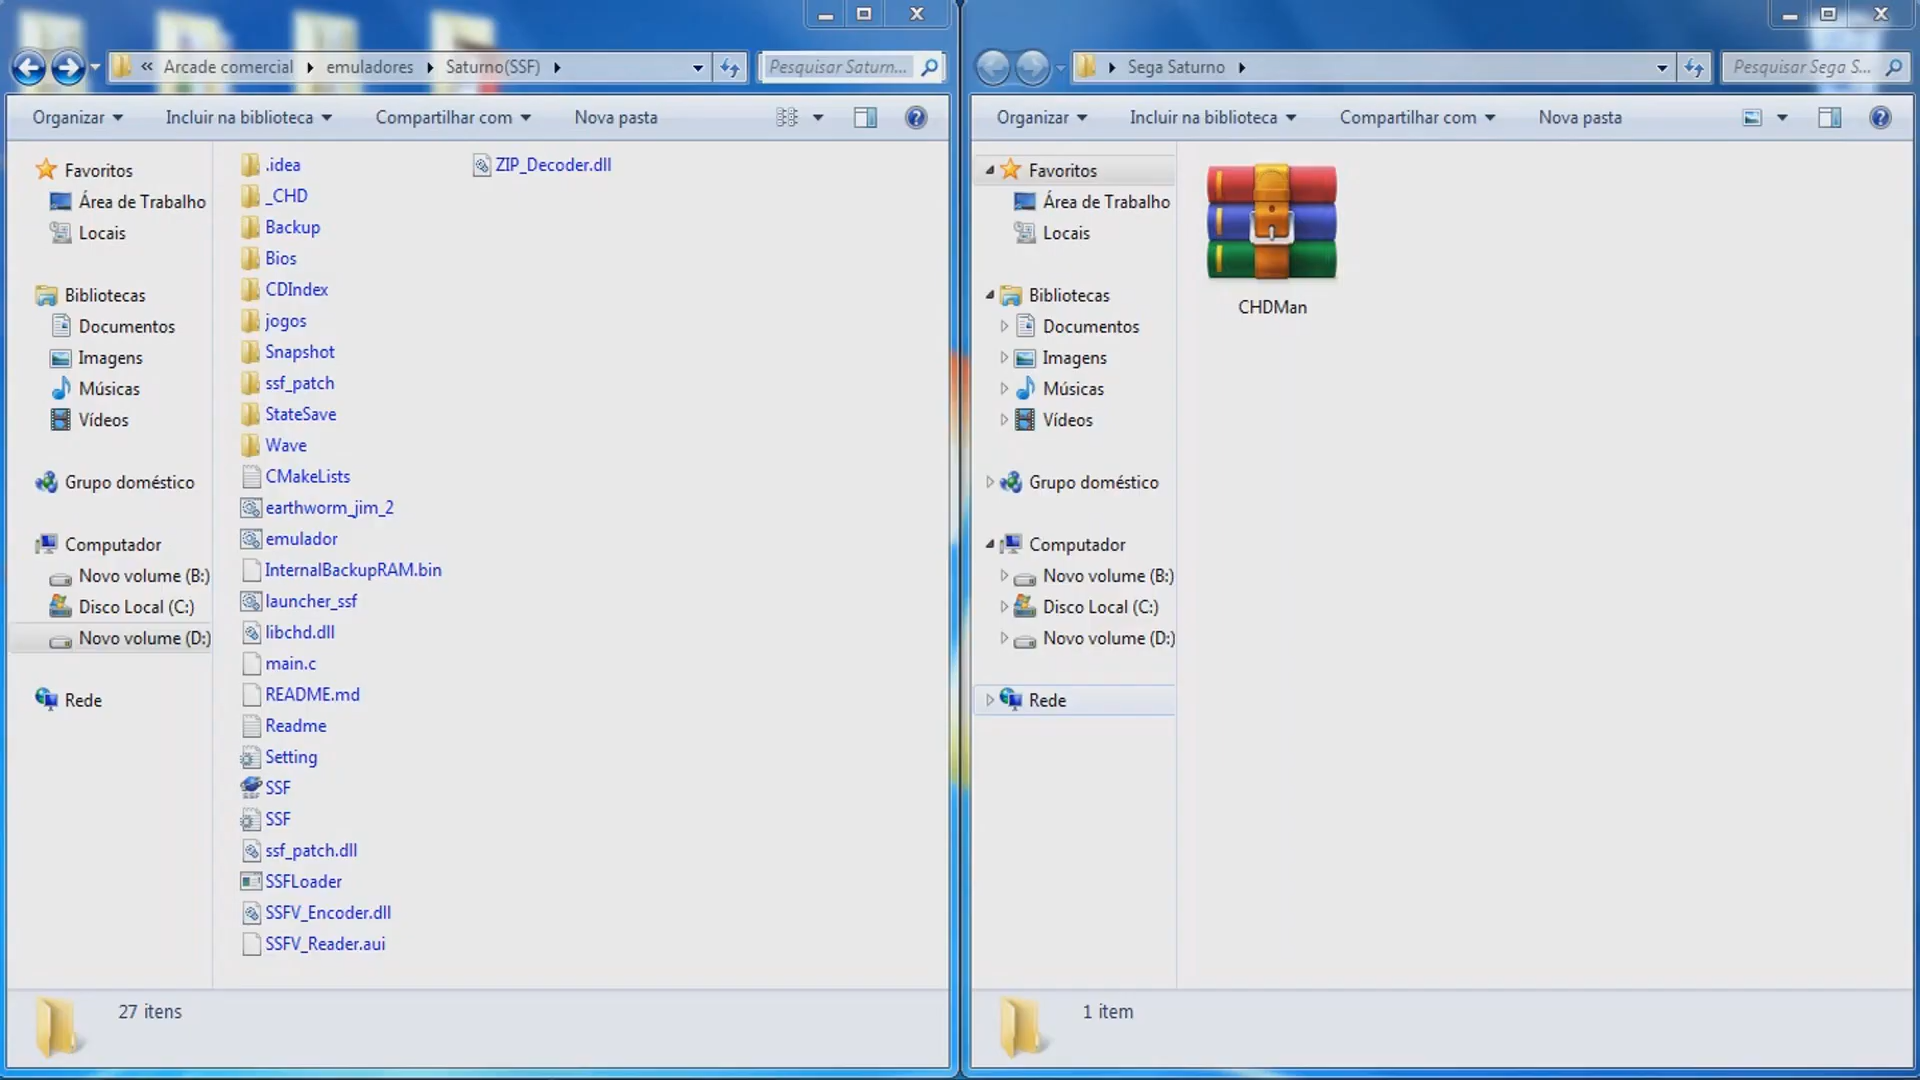 « Arcade comercial ▸ emuladores ▸ Saturno(SSF) ▸
Pesquisar Saturn...
Organizar
Incluir na biblioteca
Compartilhar com
Nova pasta
Favoritos
Área de Trabalho
Locais
Bibliotecas
Documentos
Imagens
Músicas
Vídeos
Grupo doméstico
Computador
Novo volume (B:)
Disco Local (C:)
Novo volume (D:)
Rede
.idea
_CHD
Backup
Bios
CDIndex
jogos
Snapshot
ssf_patch
StateSave
Wave
CMakeLists
earthworm_jim_2
emulador
InternalBackupRAM.bin
launcher_ssf
libchd.dll
main.c
README.md
Readme
Setting
SSF
SSF
ssf_patch.dll
SSFLoader
SSFV_Encoder.dll
SSFV_Reader.aui
ZIP_Decoder.dll
27 itens
▸ Sega Saturno ▸
Pesquisar Sega S...
Organizar
Incluir na biblioteca
Compartilhar com
Nova pasta
Favoritos
Área de Trabalho
Locais
Bibliotecas
Documentos
Imagens
Músicas
Vídeos
Grupo doméstico
Computador
Novo volume (B:)
Disco Local (C:)
Novo volume (D:)
Rede
CHDMan
1 item